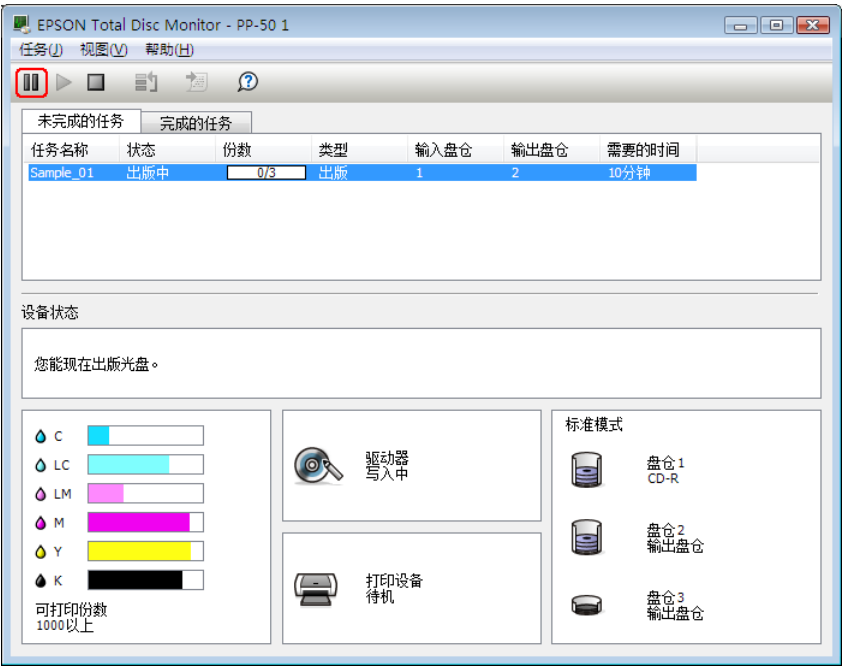 EPSON Total Disc Monitor - PP-50 1
任务(J) 视图(V) 帮助(H)
未完成的任务 完成的任务
任务名称 状态 份数 类型 输入盘仓 输出盘仓 需要的时间
Sample_01 出版中 0/3 出版 1 2 10分钟
设备状态
您能现在出版光盘。
C
LC
LM
M
Y
K
可打印份数
1000以上
驱动器
写入中
打印设备
待机
标准模式
盘仓1
CD-R
盘仓2
输出盘仓
盘仓3
输出盘仓